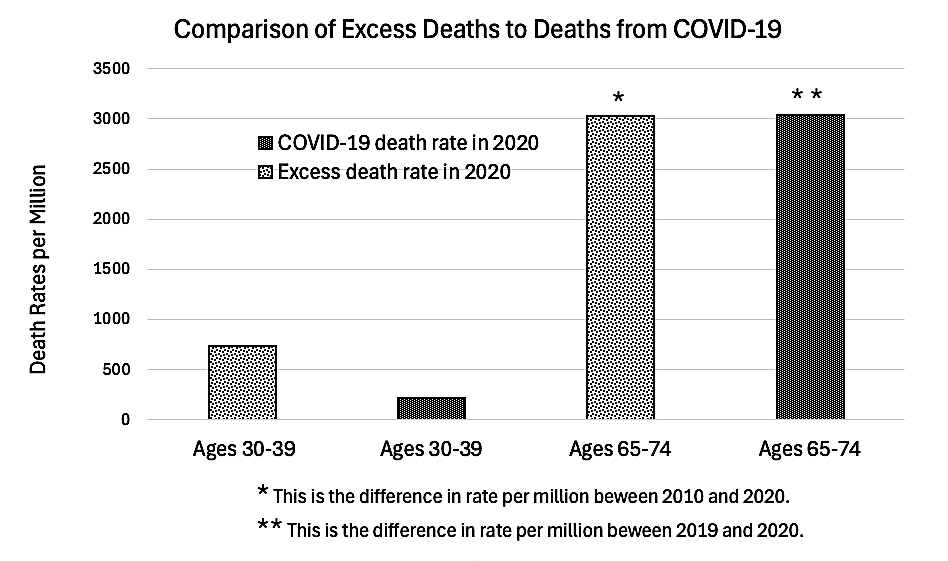 Comparison of Excess Deaths to Deaths from COVID-19
Death Rates per Million
3500
3000
2500
2000
1500
1000
500
0
* **
COVID-19 death rate in 2020
Excess death rate in 2020
Ages 30-39 Ages 30-39 Ages 65-74 Ages 65-74
* This is the difference in rate per million beween 2010 and 2020.
** This is the difference in rate per million beween 2019 and 2020.